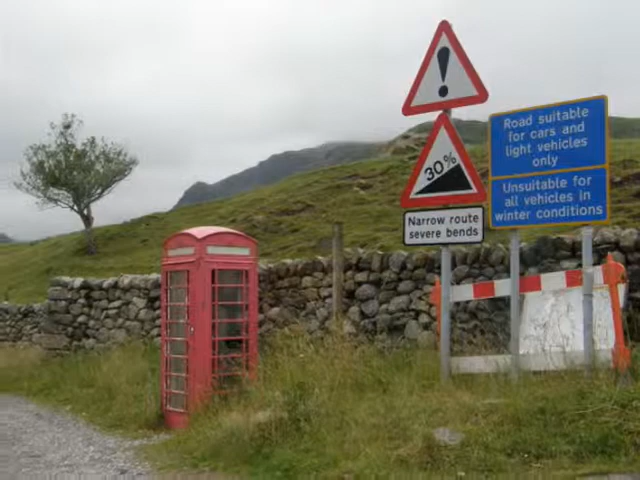 !
30%
Narrow route
severe bends
Road suitable
for cars and
light vehicles
only
Unsuitable for
all vehicles in
winter conditions